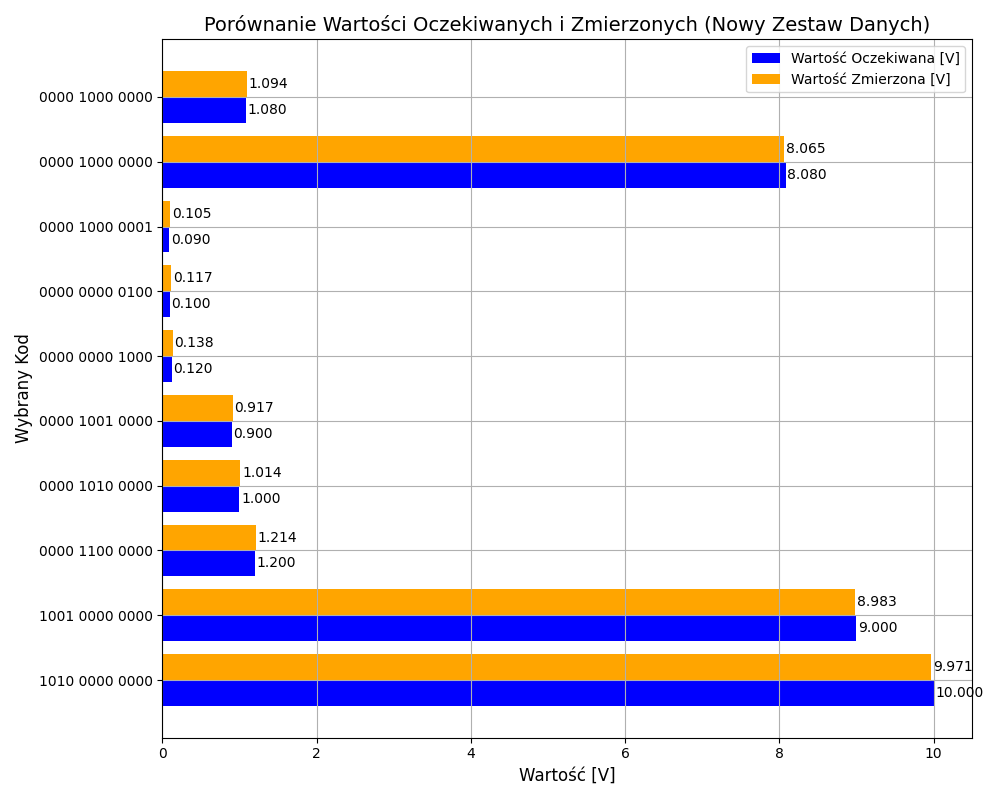 Porównanie Wartości Oczekiwanych i Zmierzonych (Nowy Zestaw Danych)
Wartość Oczekiwana [V]
Wartość Zmierzona [V]
Wybrany Kod
0000 1000 0000
1.094
1.080
0000 1000 0000
8.065
8.080
0000 1000 0001
0.105
0.090
0000 0000 0100
0.117
0.100
0000 0000 1000
0.138
0.120
0000 1001 0000
0.917
0.900
0000 1010 0000
1.014
1.000
0000 1100 0000
1.214
1.200
1001 0000 0000
8.983
9.000
1010 0000 0000
9.971
10.000
0 2 4 6 8 10
Wartość [V]